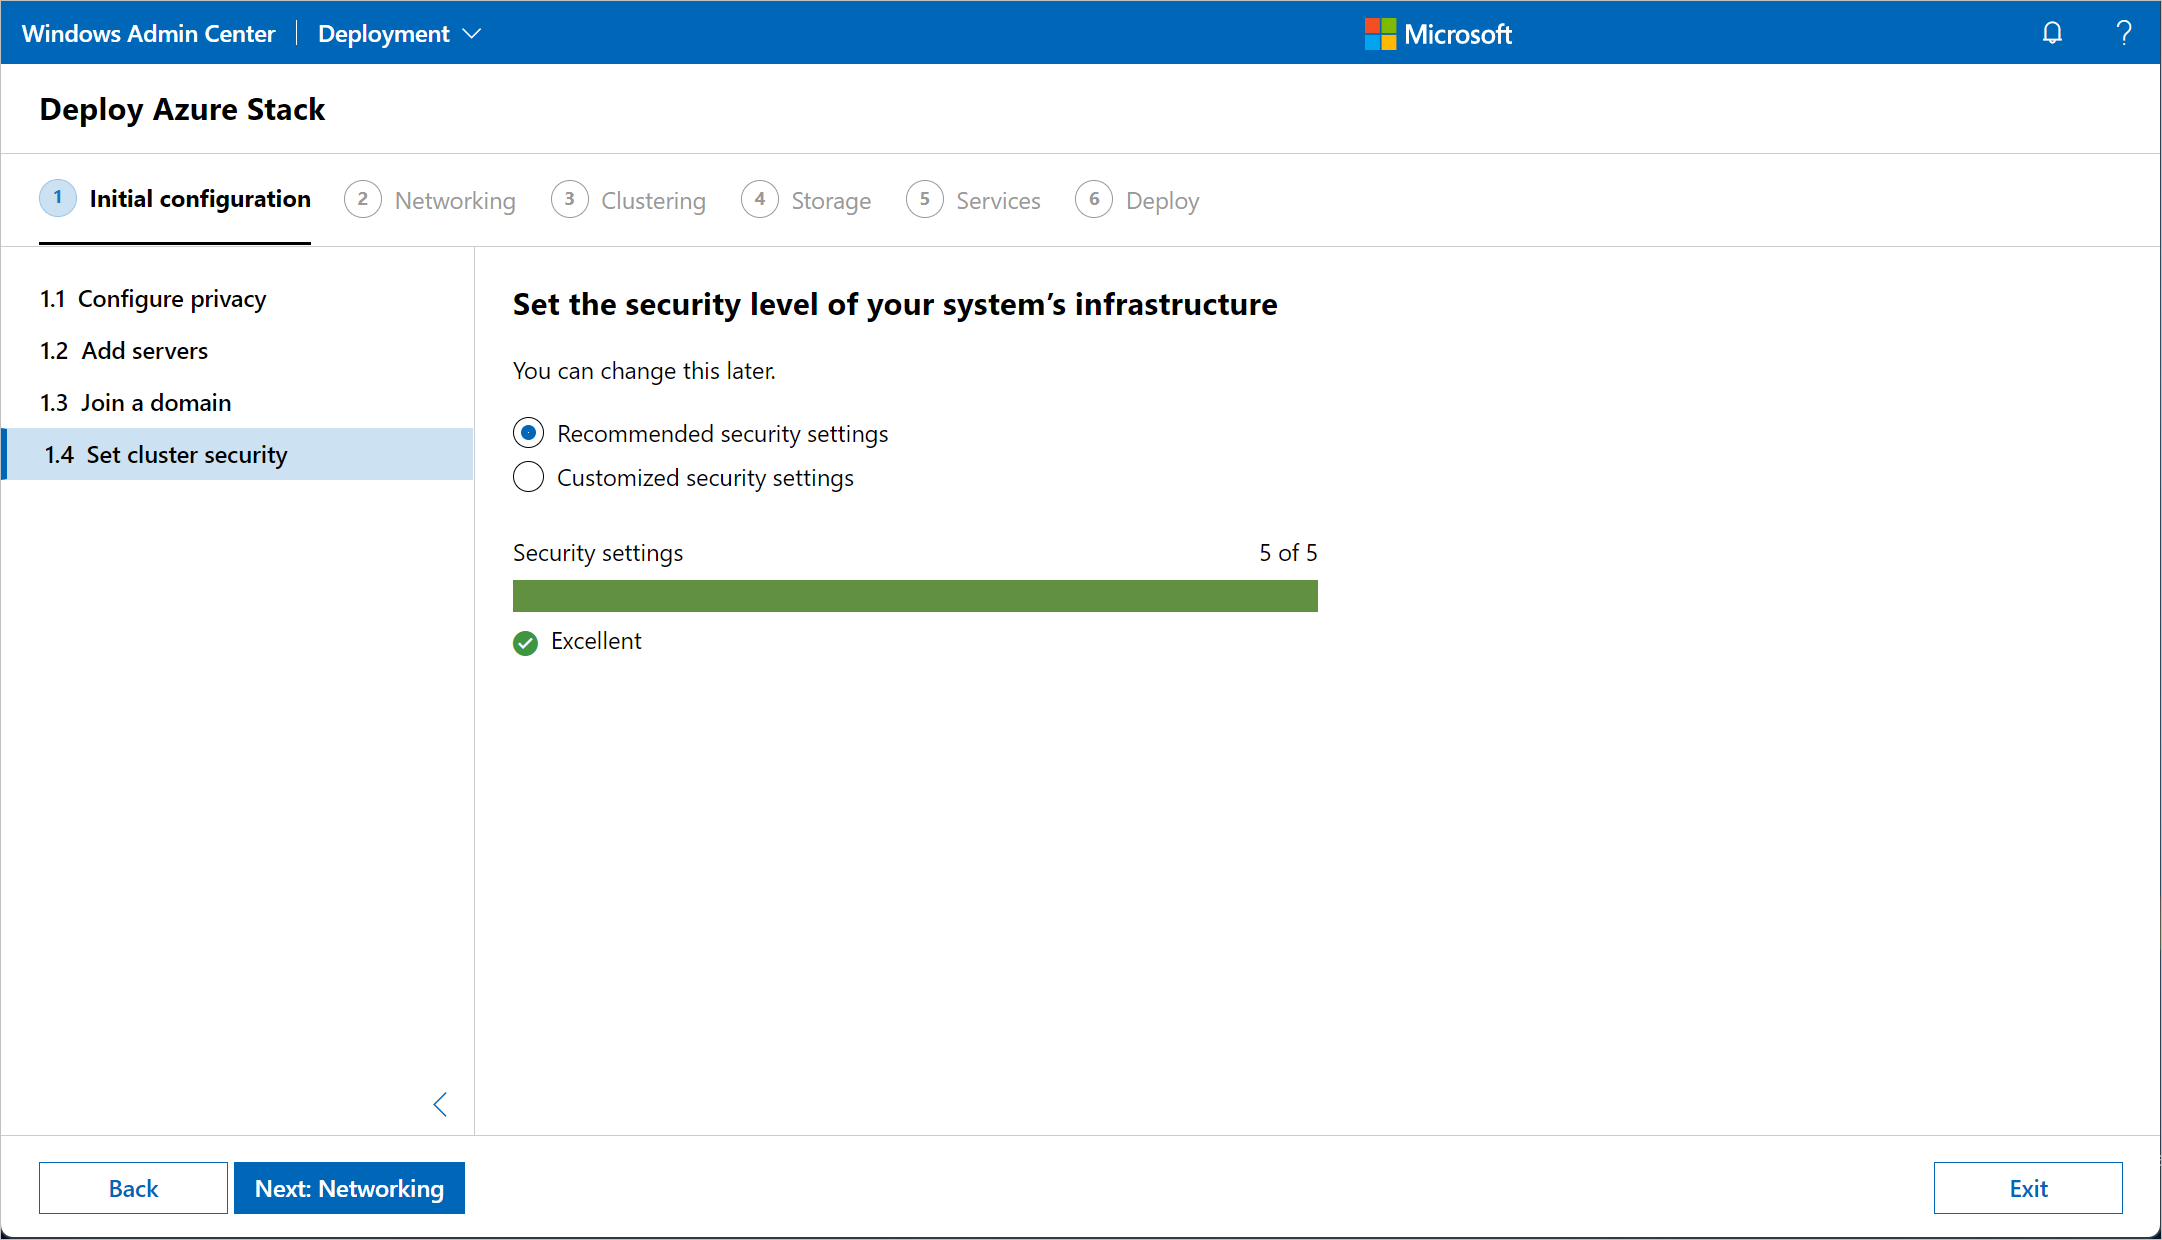 Windows Admin Center Deployment Microsoft ?
Deploy Azure Stack
1 Initial configuration 2 Networking 3 Clustering 4 Storage 5 Services 6 Deploy
1.1 Configure privacy
1.2 Add servers
1.3 Join a domain
1.4 Set cluster security
Set the security level of your system’s infrastructure
You can change this later.
Recommended security settings
Customized security settings
Security settings 5 of 5
Excellent
Back Next: Networking Exit